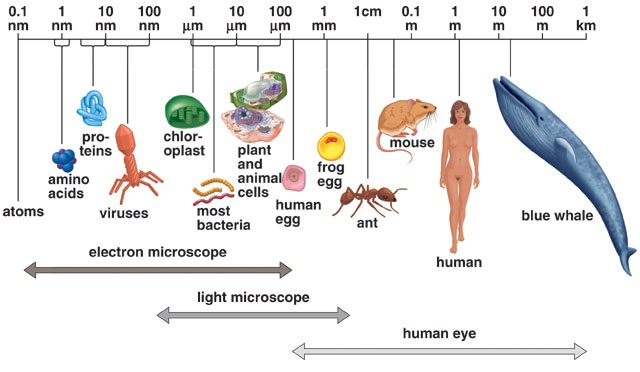 0.1 nm
1 nm
10 nm
100 nm
1 µm
10 µm
100 µm
1 mm
1cm
0.1 m
1 m
10 m
100 m
1 km
pro-
teins
chlor-
oplast
plant
and
animal
cells
mouse
amino
acids
frog
egg
atoms
viruses
most
bacteria
human
egg
ant
blue whale
human
electron microscope
light microscope
human eye